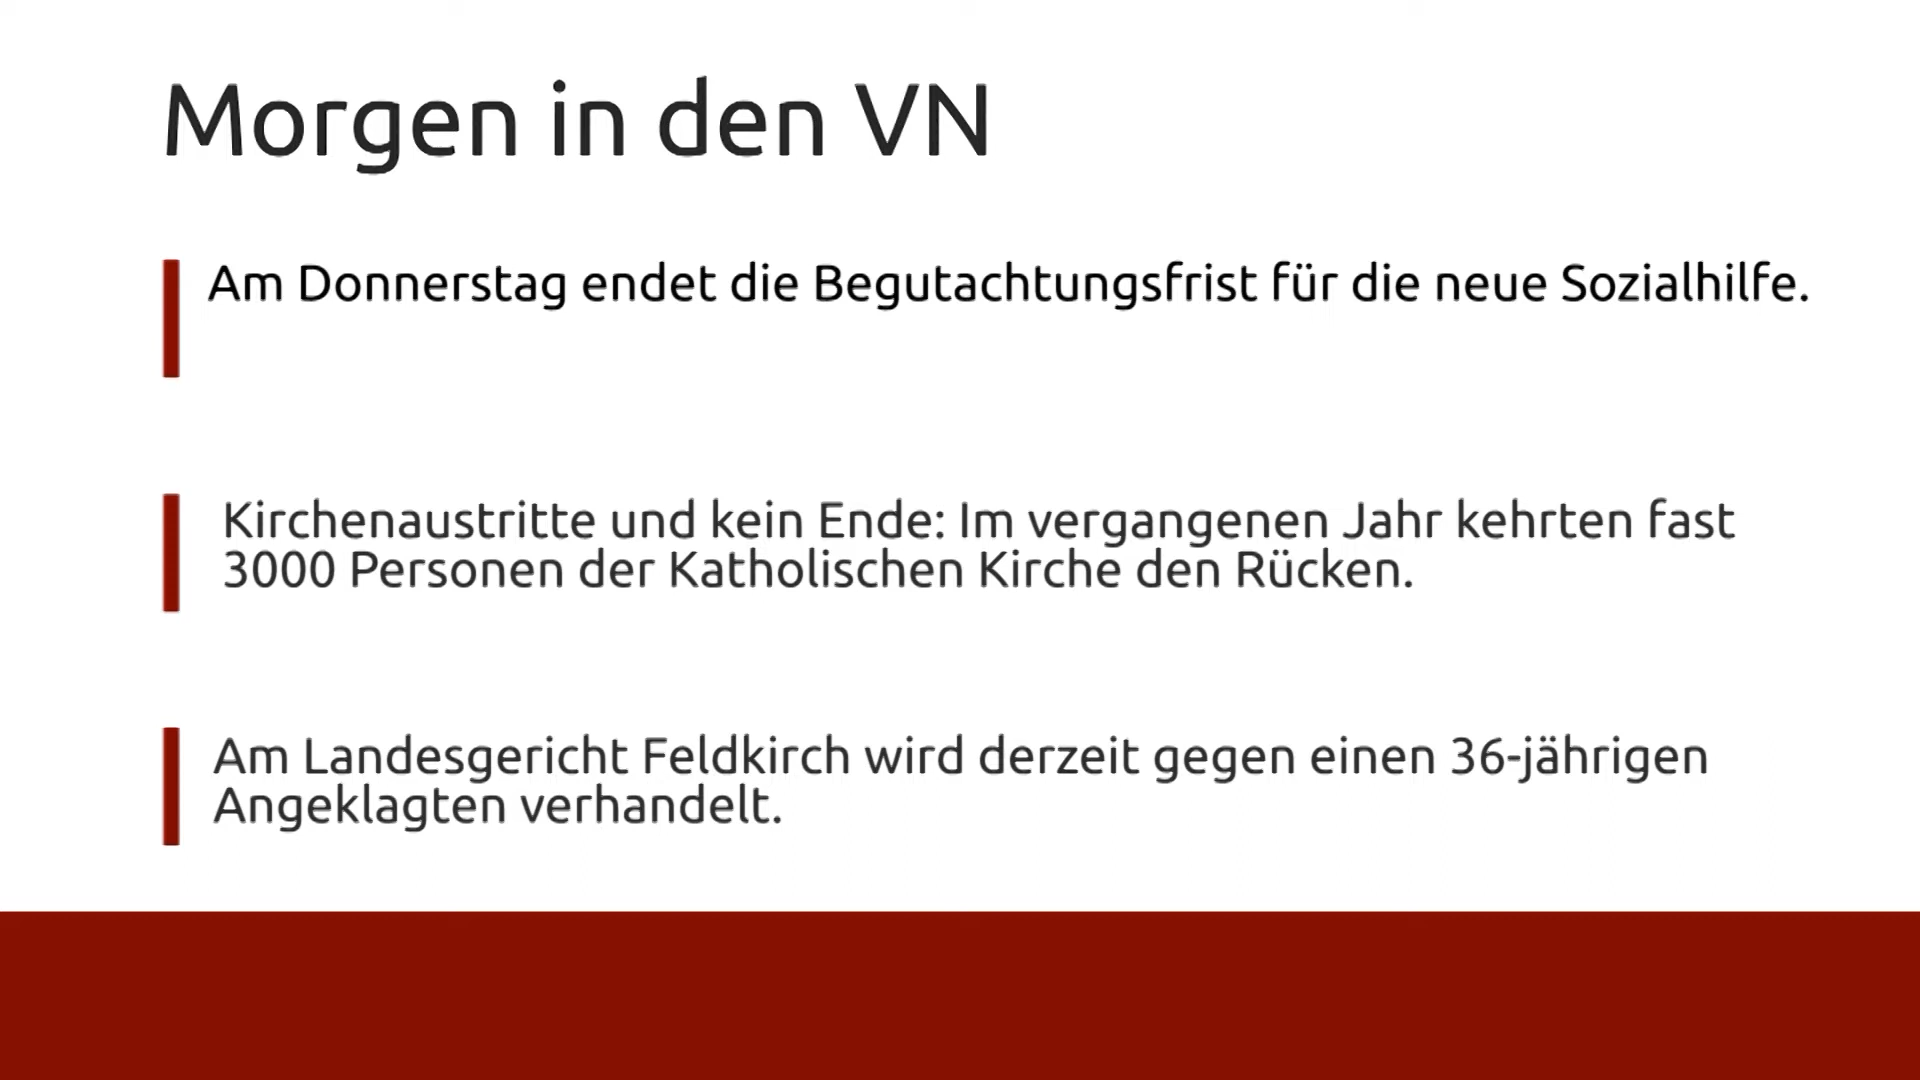 Morgen in den VN
Am Donnerstag endet die Begutachtungsfrist für die neue Sozialhilfe.
Kirchenaustritte und kein Ende: Im vergangenen Jahr kehrten fast
3000 Personen der Katholischen Kirche den Rücken.
Am Landesgericht Feldkirch wird derzeit gegen einen 36-jährigen
Angeklagten verhandelt.